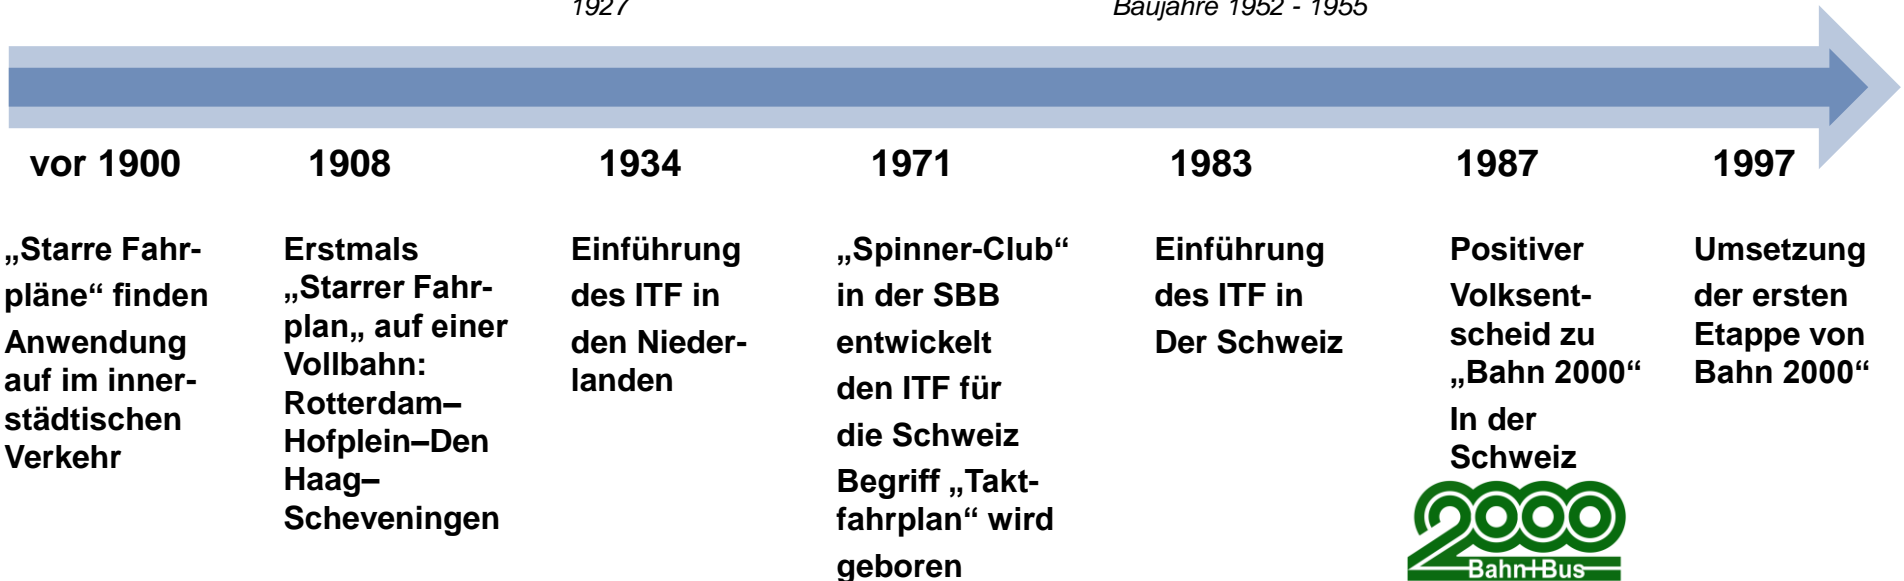 1927
Baujahre 1952 - 1955
vor 1900
„Starre Fahr-
pläne“ finden
Anwendung
auf im inner-
städtischen
Verkehr
1908
Erstmals
„Starrer Fahr-
plan„ auf einer
Vollbahn:
Rotterdam–
Hofplein–Den
Haag–
Scheveningen
1934
Einführung
des ITF in
den Nieder-
landen
1971
„Spinner-Club“
in der SBB
entwickelt
den ITF für
die Schweiz
Begriff „Takt-
fahrplan“ wird
geboren
1983
Einführung
des ITF in
Der Schweiz
1987
Positiver
Volksent-
scheid zu
„Bahn 2000“
In der
Schweiz
2000
Bahn+Bus
1997
Umsetzung
der ersten
Etappe von
Bahn 2000“